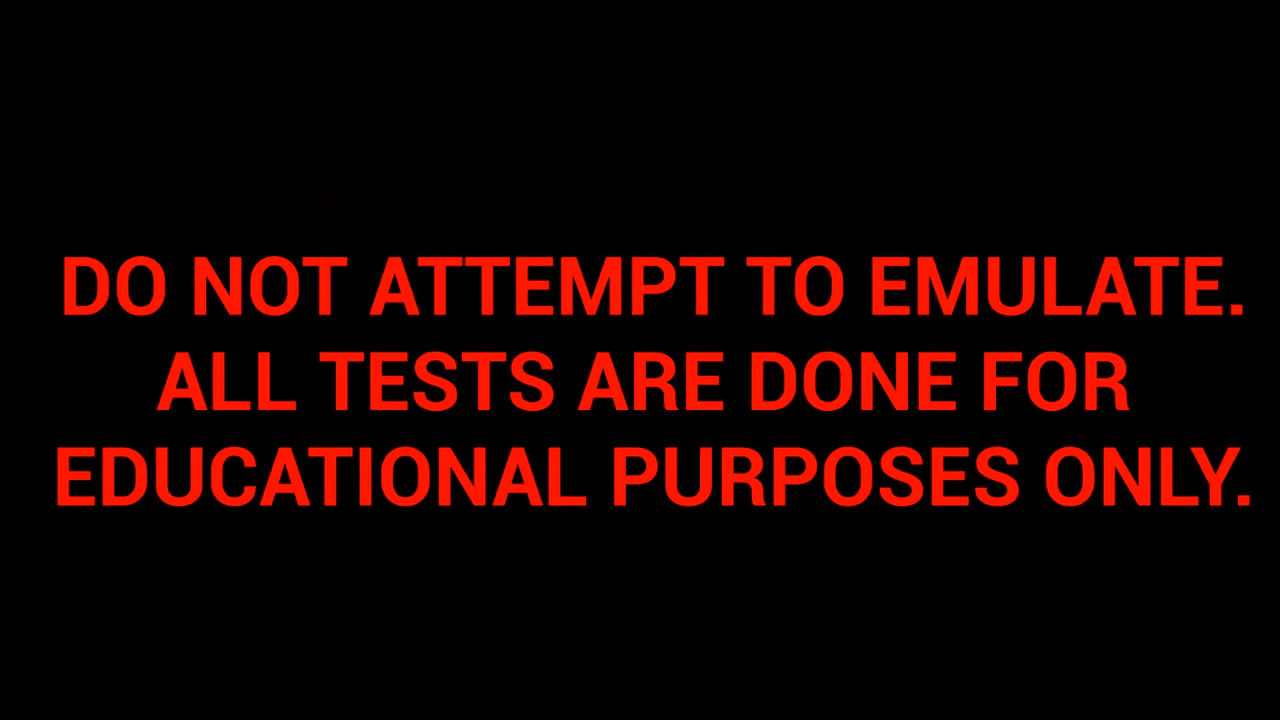 DO NOT ATTEMPT TO EMULATE.
ALL TESTS ARE DONE FOR
EDUCATIONAL PURPOSES ONLY.